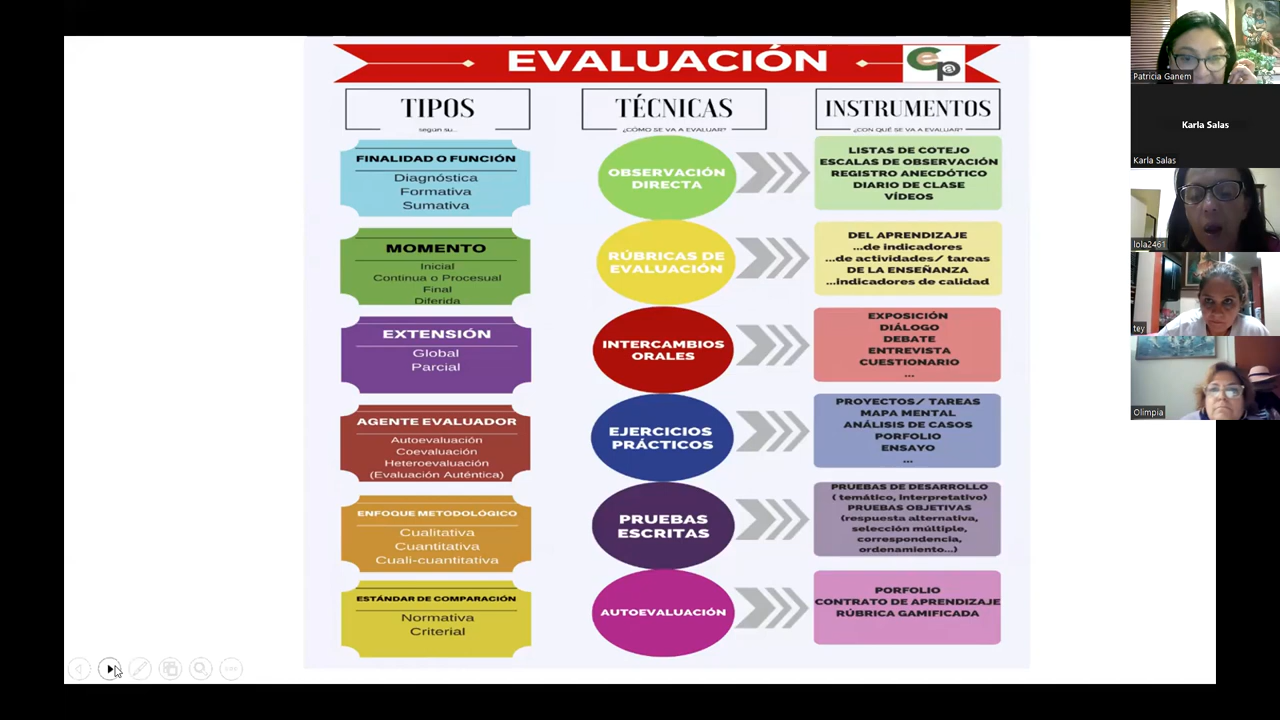 EVALUACIÓN
Cepa
TIPOS
según su...
FINALIDAD O FUNCIÓN
Diagnóstica
Formativa
Sumativa
MOMENTO
Inicial
Continua o Procesual
Final
Diferida
EXTENSIÓN
Global
Parcial
AGENTE EVALUADOR
Autoevaluación
Coevaluación
Heteroevaluación
(Evaluación Auténtica)
ENFOQUE METODOLÓGICO
Cualitativa
Cuantitativa
Cuali-cuantitativa
ESTÁNDAR DE COMPARACIÓN
Normativa
Criterial
TÉCNICAS
¿CÓMO SE VA A EVALUAR?
OBSERVACIÓN
DIRECTA
RÚBRICAS DE
EVALUACIÓN
INTERCAMBIOS
ORALES
EJERCICIOS
PRÁCTICOS
PRUEBAS
ESCRITAS
AUTOEVALUACIÓN
INSTRUMENTOS
¿CON QUÉ SE VA A EVALUAR?
LISTAS DE COTEJO
ESCALAS DE OBSERVACIÓN
REGISTRO ANECDÓTICO
DIARIO DE CLASE
VÍDEOS
DEL APRENDIZAJE
...de indicadores
...de actividades/ tareas
DE LA ENSEÑANZA
...indicadores de calidad
EXPOSICIÓN
DIÁLOGO
DEBATE
ENTREVISTA
CUESTIONARIO
...
PROYECTOS/ TAREAS
MAPA MENTAL
ANÁLISIS DE CASOS
PORFOLIO
ENSAYO
...
PRUEBAS DE DESARROLLO
( temático, interpretativo)
PRUEBAS OBJETIVAS
(respuesta alternativa,
selección múltiple,
correspondencia,
ordenamiento...)
PORFOLIO
CONTRATO DE APRENDIZAJE
RÚBRICA GAMIFICADA
Patricia Ganem
Karla Salas
Karla Salas
lola2461
tey
Olimpia